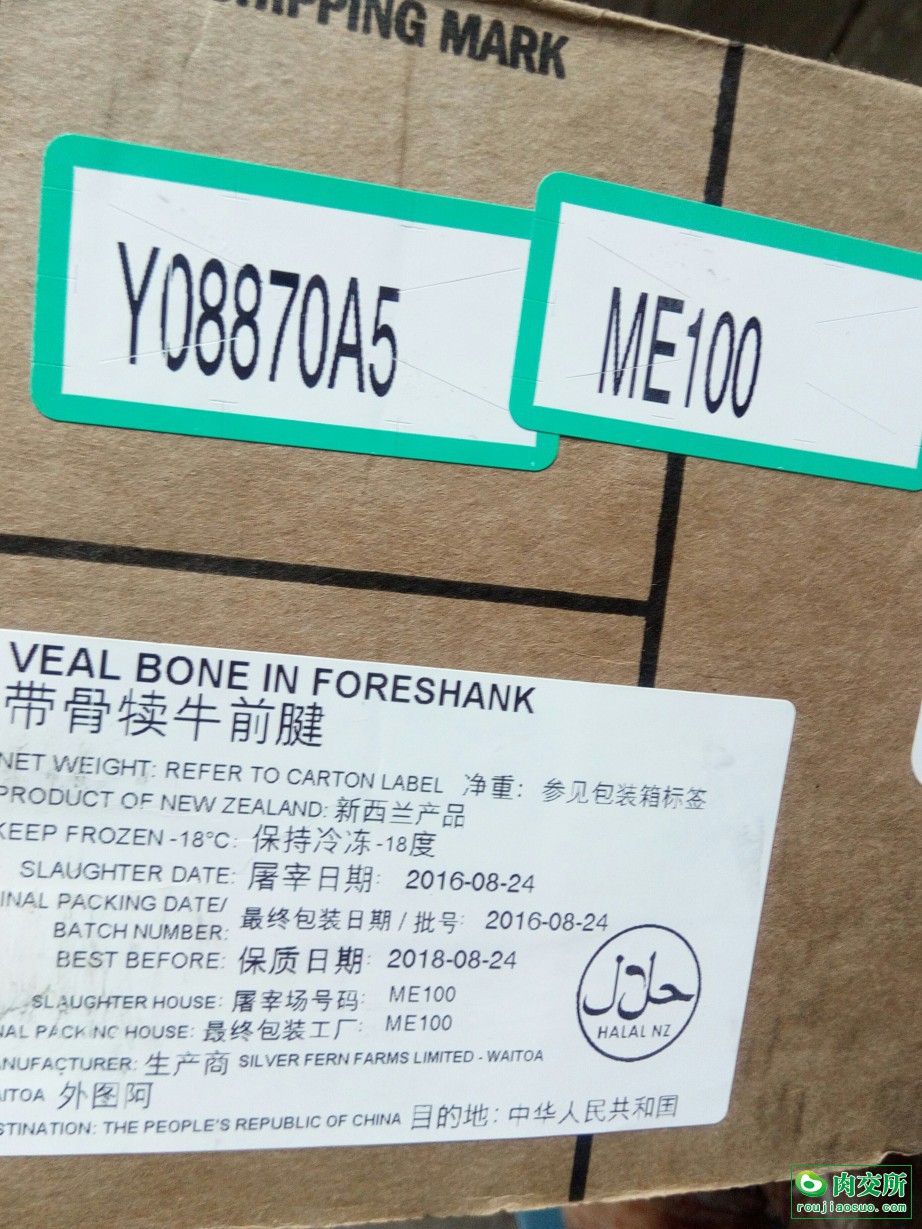 SHIPPING MARK
Y08870A5
ME100
VEAL BONE IN FORESHANK
带骨犊牛前腱
NET WEIGHT: REFER TO CARTON LABEL 净重: 参见包装箱标签
PRODUCT OF NEW ZEALAND: 新西兰产品
KEEP FROZEN -18°C: 保持冷冻-18度
SLAUGHTER DATE: 屠宰日期: 2016-08-24
INAL PACKING DATE/
BATCH NUMBER: 最终包装日期 / 批号: 2016-08-24
BEST BEFORE: 保质日期: 2018-08-24
SLAUGHTER HOUSE: 屠宰场号码: ME100
NAL PACKING HOUSE: 最终包装工厂: ME100
ANUFACTURER: 生产商 SILVER FERN FARMS LIMITED - WAITOA
AITOA 外图阿
STINATION: THE PEOPLE'S REPUBLIC OF CHINA 目的地: 中华人民共和国
حلال
HALAL NZ
肉交所
roujiaosuo.com